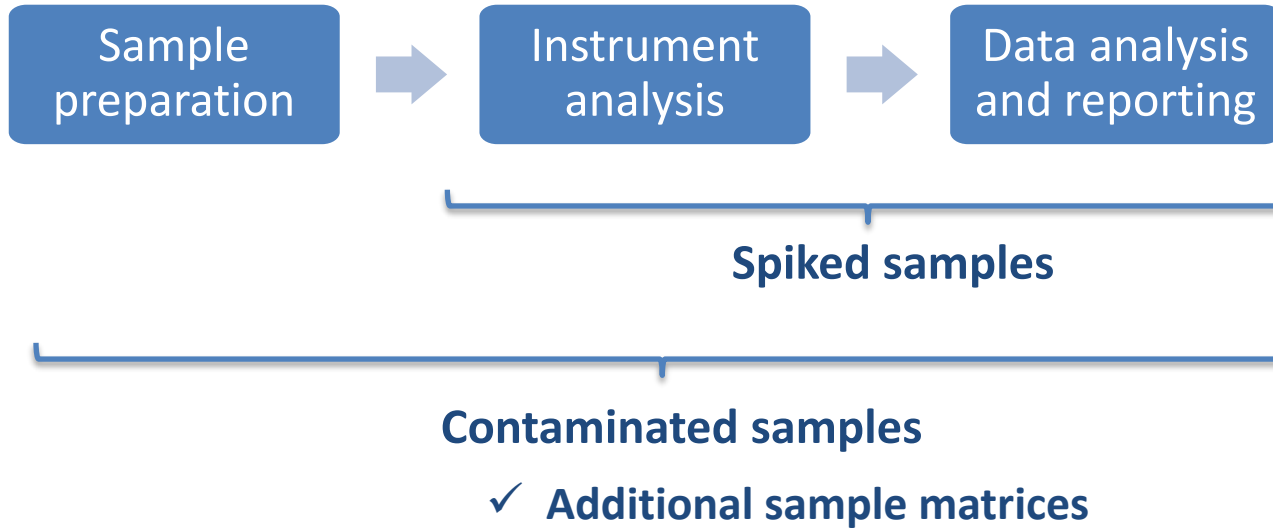 Sample
preparation
Instrument
analysis
Data analysis
and reporting
Spiked samples
Contaminated samples
✓ Additional sample matrices